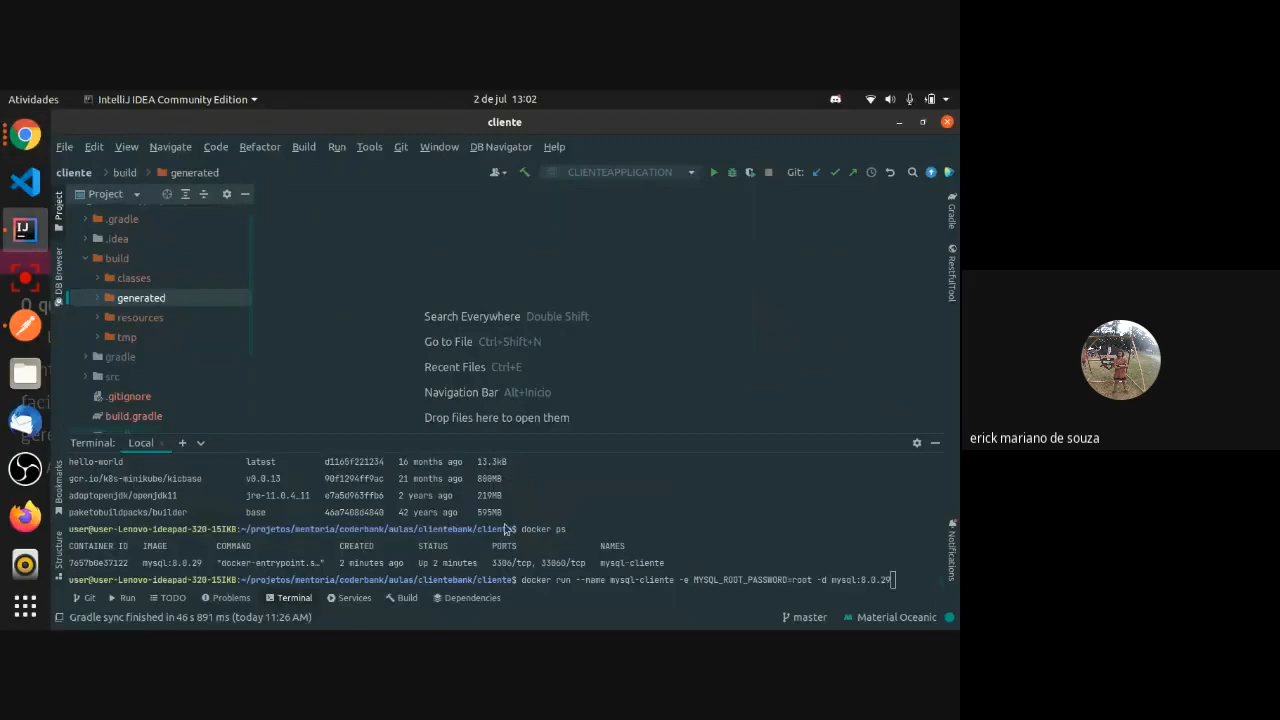 Atividades
IntelliJ IDEA Community Edition
2 de jul 13:02
cliente
File Edit View Navigate Code Refactor Build Run Tools Git Window DB Navigator Help
cliente build generated
CLIENTEAPPLICATION
Git:
Project
Project
DB Browser
Bookmarks
Structure
.gradle
.idea
build
classes
generated
resources
tmp
gradle
src
.gitignore
build.gradle
Search Everywhere Double Shift
Go to File Ctrl+Shift+N
Recent Files Ctrl+E
Navigation Bar Alt+Início
Drop files here to open them
Gradle
RestfulTool
Notifications
Terminal: Local
hello-world latest d1165f221234 16 months ago 13.3kB
gcr.io/k8s-minikube/kicbase v0.0.13 90f1294ff9ac 21 months ago 800MB
adoptopenjdk/openjdk11 jre-11.0.4_11 e7a5d963ffb6 2 years ago 219MB
paketobuildpacks/builder base 46a7408d4840 42 years ago 595MB
user@user-Lenovo-ideapad-320-15IKB:~/projetos/mentoria/coderbank/aulas/clientebank/cliente$ docker ps
CONTAINER ID IMAGE COMMAND CREATED STATUS PORTS NAMES
7657b0e37122 mysql:8.0.29 "docker-entrypoint.s…" 2 minutes ago Up 2 minutes 3306/tcp, 33060/tcp mysql-cliente
user@user-Lenovo-ideapad-320-15IKB:~/projetos/mentoria/coderbank/aulas/clientebank/cliente$ docker run --name mysql-cliente -e MYSQL_ROOT_PASSWORD=root -d mysql:8.0.29
Git Run TODO Problems Terminal Services Build Dependencies
Gradle sync finished in 46 s 891 ms (today 11:26 AM)
master
Material Oceanic
erick mariano de souza